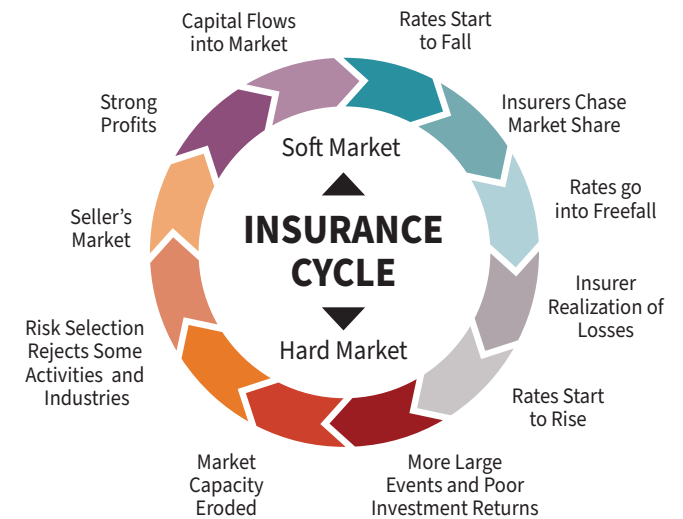 Capital Flows
into Market
Rates Start
to Fall
Insurers Chase
Market Share
Rates go
into Freefall
Insurer
Realization of
Losses
Rates Start
to Rise
More Large
Events and Poor
Investment Returns
Market
Capacity
Eroded
Risk Selection
Rejects Some
Activities and
Industries
Seller’s
Market
Strong
Profits
Soft Market
INSURANCE
CYCLE
Hard Market